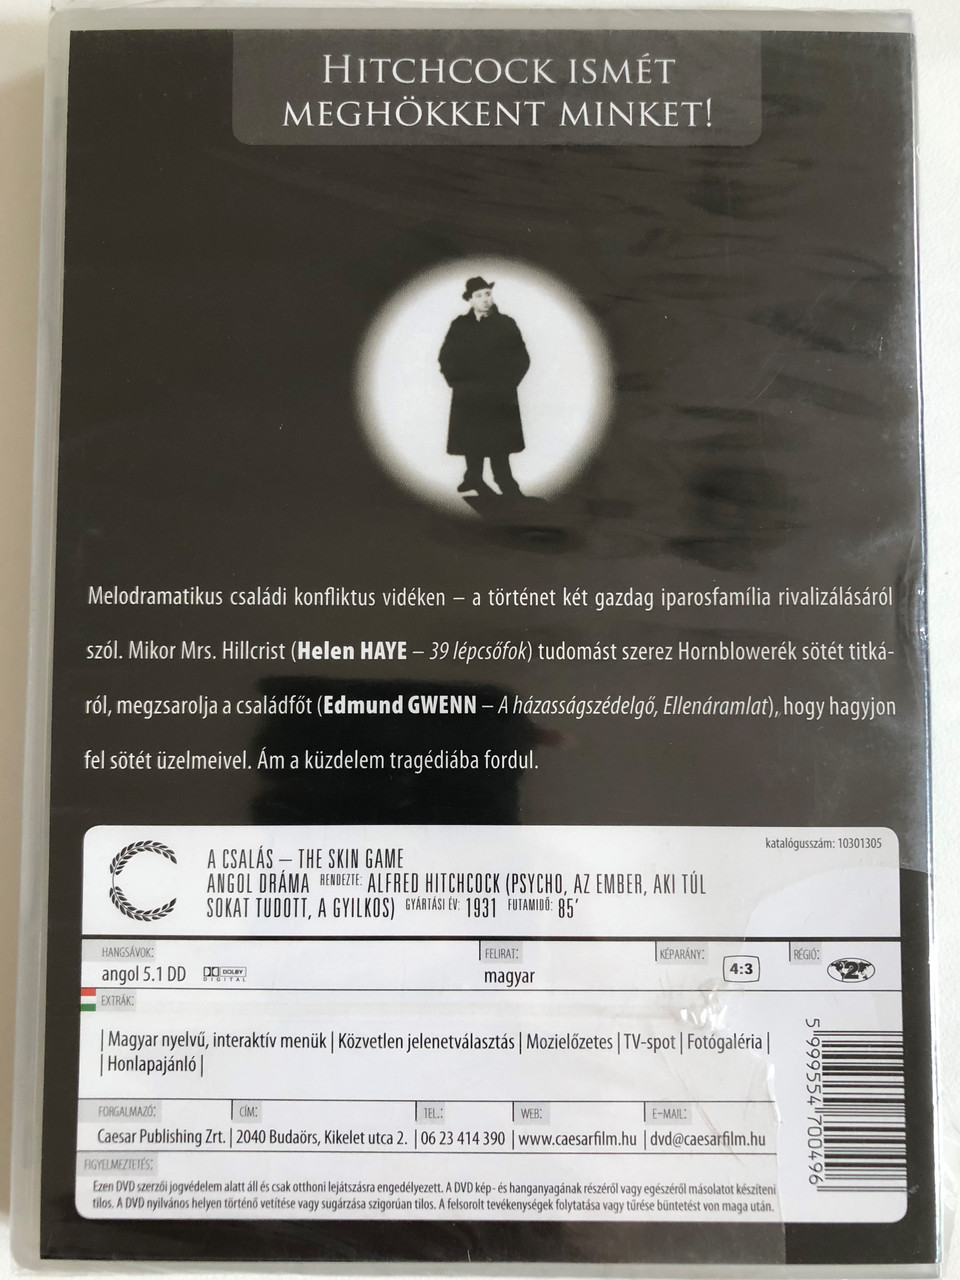 HITCHCOCK ISMÉT
MEGHÖKKENT MINKET!
Melodramatikus családi konfliktus vidéken – a történet két gazdag iparosfamília rivalizálásáról
szól. Mikor Mrs. Hillcrist (Helen HAYE – 39 lépcsőfok) tudomást szerez Hornblowerék sötét titká-
ról, megzsarolja a családfőt (Edmund GWENN – A házasságszédelgő, Ellenáramlat), hogy hagyjon
fel sötét üzelmeivel. Ám a küzdelem tragédiába fordul.
katalógusszám: 10301305
A CSALÁS – THE SKIN GAME
ANGOL DRÁMA RENDEZTE: ALFRED HITCHCOCK (PSYCHO, AZ EMBER, AKI TÚL
SOKAT TUDOTT, A GYILKOS) GYÁRTÁSI ÉV: 1931 FUTAMIDŐ: 85'
HANGSÁVOK: FELIRAT: KÉPARÁNY: RÉGIÓ:
angol 5.1 DD DOLBY DIGITAL magyar 4:3 2
EXTRÁK:
| Magyar nyelvű, interaktív menük | Közvetlen jelenetválasztás | Mozielőzetes | TV-spot | Fotógaléria |
| Honlapajánló |
FORGALMAZÓ: CÍM: TEL.: WEB: E-MAIL:
Caesar Publishing Zrt. | 2040 Budaörs, Kikelet utca 2. | 06 23 414 390 | www.caesarfilm.hu | dvd@caesarfilm.hu
FIGYELMEZTETÉS:
Ezen DVD szerzői jogvédelem alatt áll és csak otthoni lejátszásra engedélyezett. A DVD kép- és hanganyagának részéről vagy egészéről másolatot készíteni
tilos. A DVD nyilvános helyen történő vetítése vagy sugárzása szigorúan tilos. A felsorolt tevékenységek folytatása vagy tűrése büntetést von maga után.
5 999554 700496